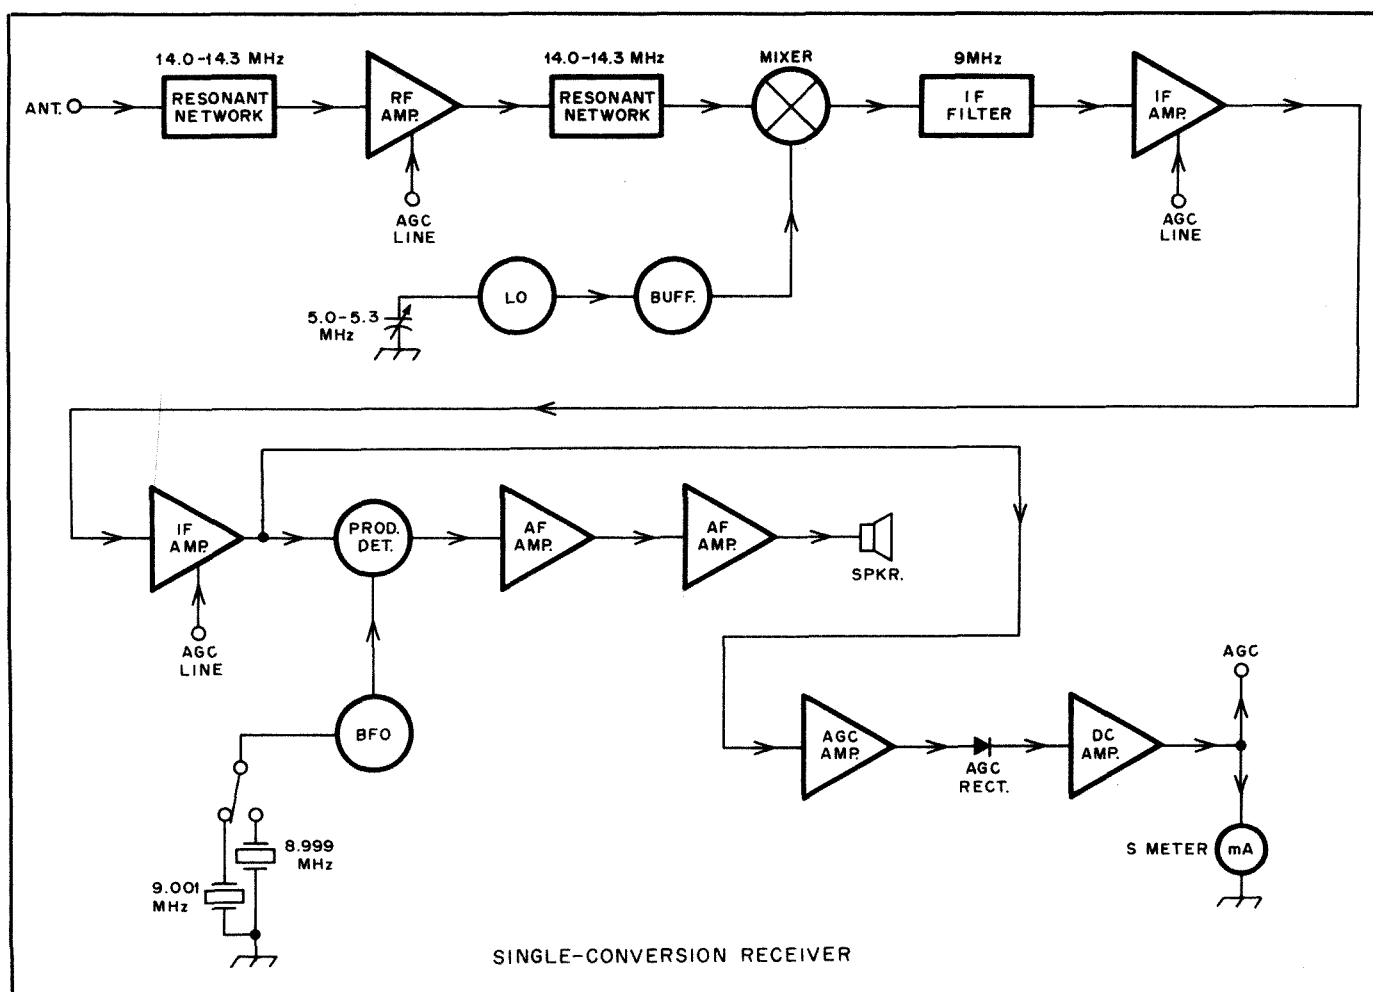 14.0-14.3 MHz
14.0-14.3 MHz
MIXER
9MHz
ANT.
RESONANT
NETWORK
RF
AMP.
RESONANT
NETWORK
IF
FILTER
IF
AMP.
AGC
LINE
AGC
LINE
LO
BUFF.
5.0-5.3
MHz
IF
AMP.
PROD.
DET.
AF
AMP.
AF
AMP.
SPKR.
AGC
LINE
AGC
BFO
AGC
AMP.
AGC
RECT.
DC
AMP.
8.999
MHz
S METER
mA
9.001
MHz
SINGLE-CONVERSION RECEIVER